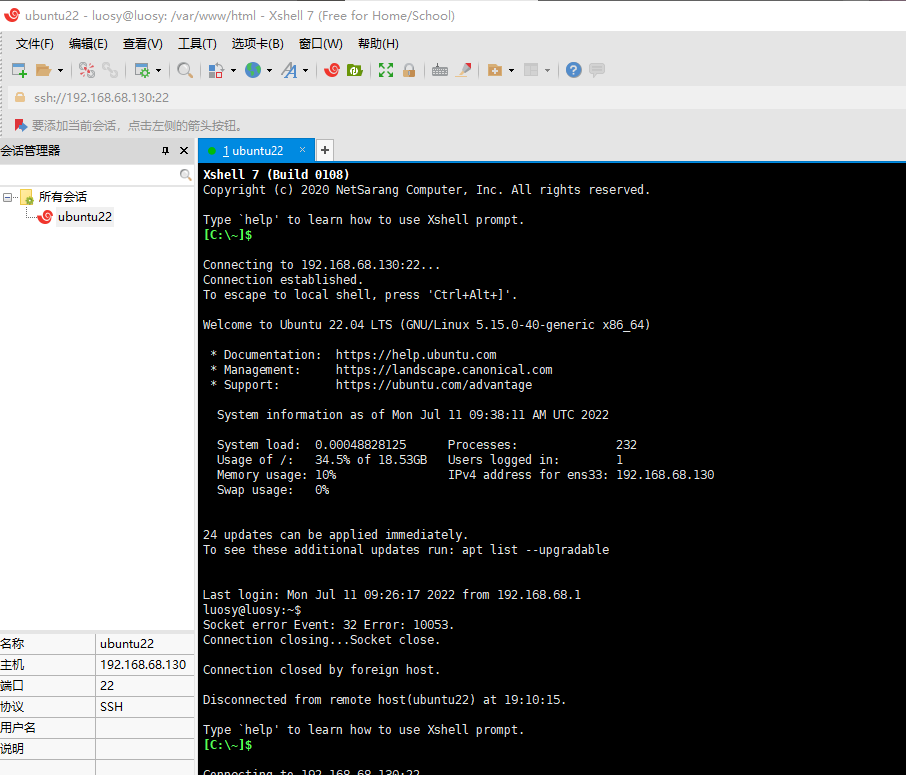 ubuntu22 - luosy@luosy: /var/www/html - Xshell 7 (Free for Home/School)
文件(F) 编辑(E) 查看(V) 工具(T) 选项卡(B) 窗口(W) 帮助(H)
ssh://192.168.68.130:22
要添加当前会话，点击左侧的箭头按钮。
会话管理器
1 ubuntu22
所有会话
ubuntu22
Xshell 7 (Build 0108)
Copyright (c) 2020 NetSarang Computer, Inc. All rights reserved.
Type `help' to learn how to use Xshell prompt.
[C:\~]$
Connecting to 192.168.68.130:22...
Connection established.
To escape to local shell, press 'Ctrl+Alt+]'.
Welcome to Ubuntu 22.04 LTS (GNU/Linux 5.15.0-40-generic x86_64)
* Documentation: https://help.ubuntu.com
* Management: https://landscape.canonical.com
* Support: https://ubuntu.com/advantage
System information as of Mon Jul 11 09:38:11 AM UTC 2022
System load: 0.00048828125 Processes: 232
Usage of /: 34.5% of 18.53GB Users logged in: 1
Memory usage: 10% IPv4 address for ens33: 192.168.68.130
Swap usage: 0%
24 updates can be applied immediately.
To see these additional updates run: apt list --upgradable
Last login: Mon Jul 11 09:26:17 2022 from 192.168.68.1
luosy@luosy:~$
Socket error Event: 32 Error: 10053.
Connection closing...Socket close.
Connection closed by foreign host.
Disconnected from remote host(ubuntu22) at 19:10:15.
Type `help' to learn how to use Xshell prompt.
[C:\~]$
Connecting to 192.168.68.130:22
名称 ubuntu22
主机 192.168.68.130
端口 22
协议 SSH
用户名
说明